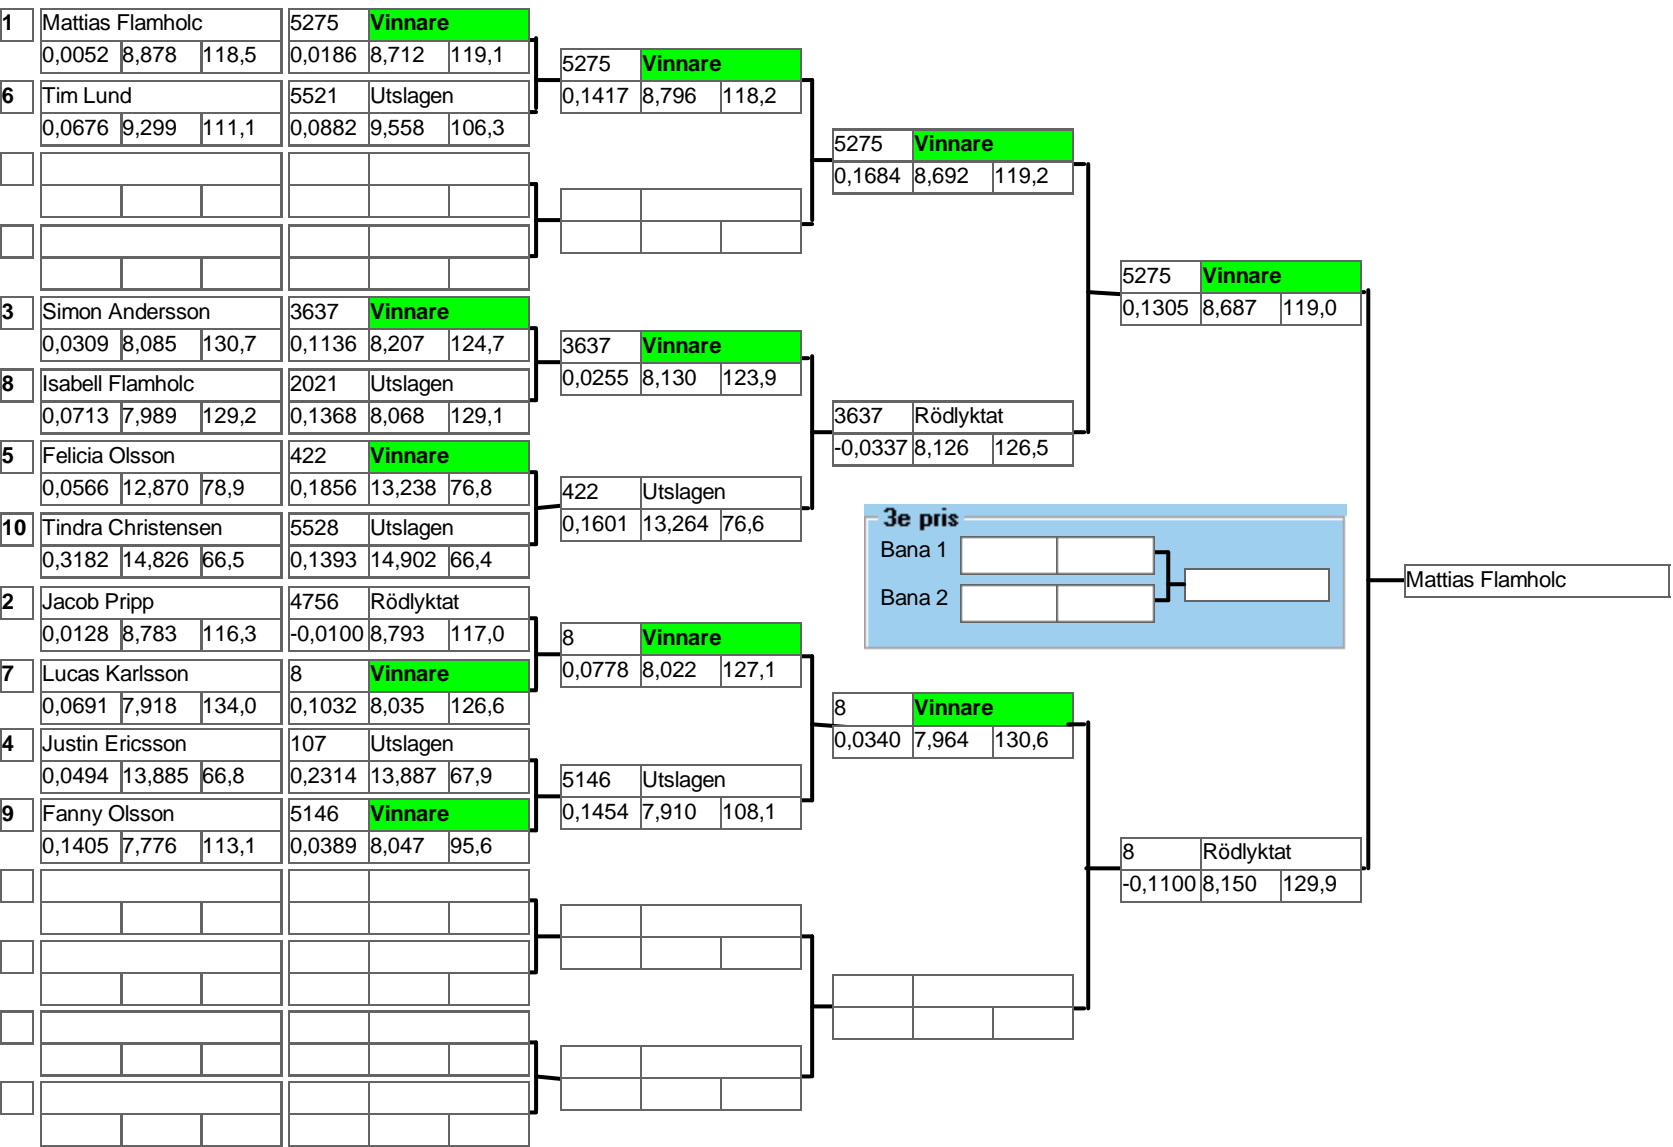 1 Mattias Flamholc 5275 Vinnare
0,0052 8,878 118,5 0,0186 8,712 119,1
6 Tim Lund 5521 Utslagen
0,0676 9,299 111,1 0,0882 9,558 106,3
3 Simon Andersson 3637 Vinnare
0,0309 8,085 130,7 0,1136 8,207 124,7
8 Isabell Flamholc 2021 Utslagen
0,0713 7,989 129,2 0,1368 8,068 129,1
5 Felicia Olsson 422 Vinnare
0,0566 12,870 78,9 0,1856 13,238 76,8
10 Tindra Christensen 5528 Utslagen
0,3182 14,826 66,5 0,1393 14,902 66,4
2 Jacob Pripp 4756 Rödlyktat
0,0128 8,783 116,3 -0,0100 8,793 117,0
7 Lucas Karlsson 8 Vinnare
0,0691 7,918 134,0 0,1032 8,035 126,6
4 Justin Ericsson 107 Utslagen
0,0494 13,885 66,8 0,2314 13,887 67,9
9 Fanny Olsson 5146 Vinnare
0,1405 7,776 113,1 0,0389 8,047 95,6
5275 Vinnare
0,1417 8,796 118,2
3637 Vinnare
0,0255 8,130 123,9
422 Utslagen
0,1601 13,264 76,6
8 Vinnare
0,0778 8,022 127,1
5146 Utslagen
0,1454 7,910 108,1
5275 Vinnare
0,1684 8,692 119,2
3637 Rödlyktat
-0,0337 8,126 126,5
8 Vinnare
0,0340 7,964 130,6
5275 Vinnare
0,1305 8,687 119,0
8 Rödlyktat
-0,1100 8,150 129,9
3e pris
Bana 1
Bana 2
Mattias Flamholc